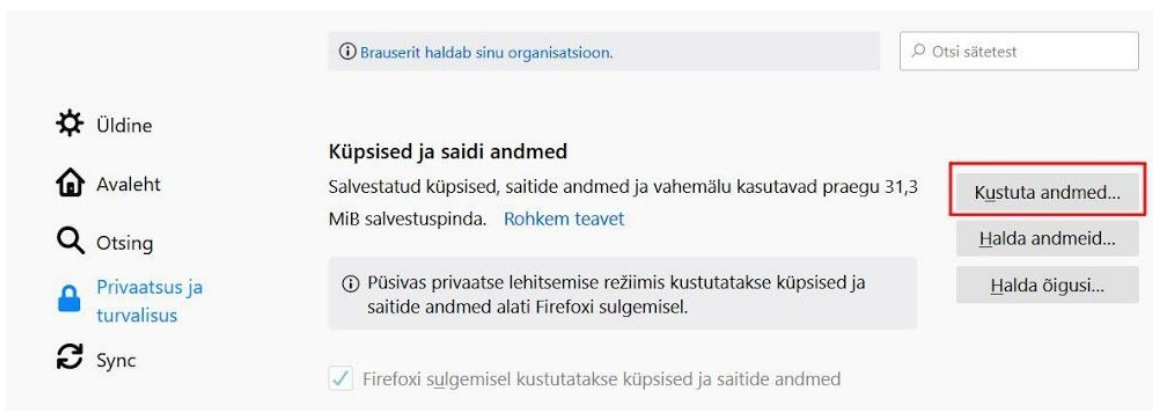 Brauserit haldab sinu organisatsioon.
Otsi sätetest
Üldine
Avaleht
Otsing
Privaatsus ja
turvalisus
Sync
Küpsised ja saidi andmed
Salvestatud küpsised, saitide andmed ja vahemälu kasutavad praegu 31,3
MiB salvestuspinda. Rohkem teavet
Kustuta andmed...
Halda andmeid...
Halda õigusi...
Püsivas privaatse lehitsemise režiimis kustutatakse küpsised ja
saitide andmed alati Firefoxi sulgemisel.
Firefoxi sulgemisel kustutatakse küpsised ja saitide andmed